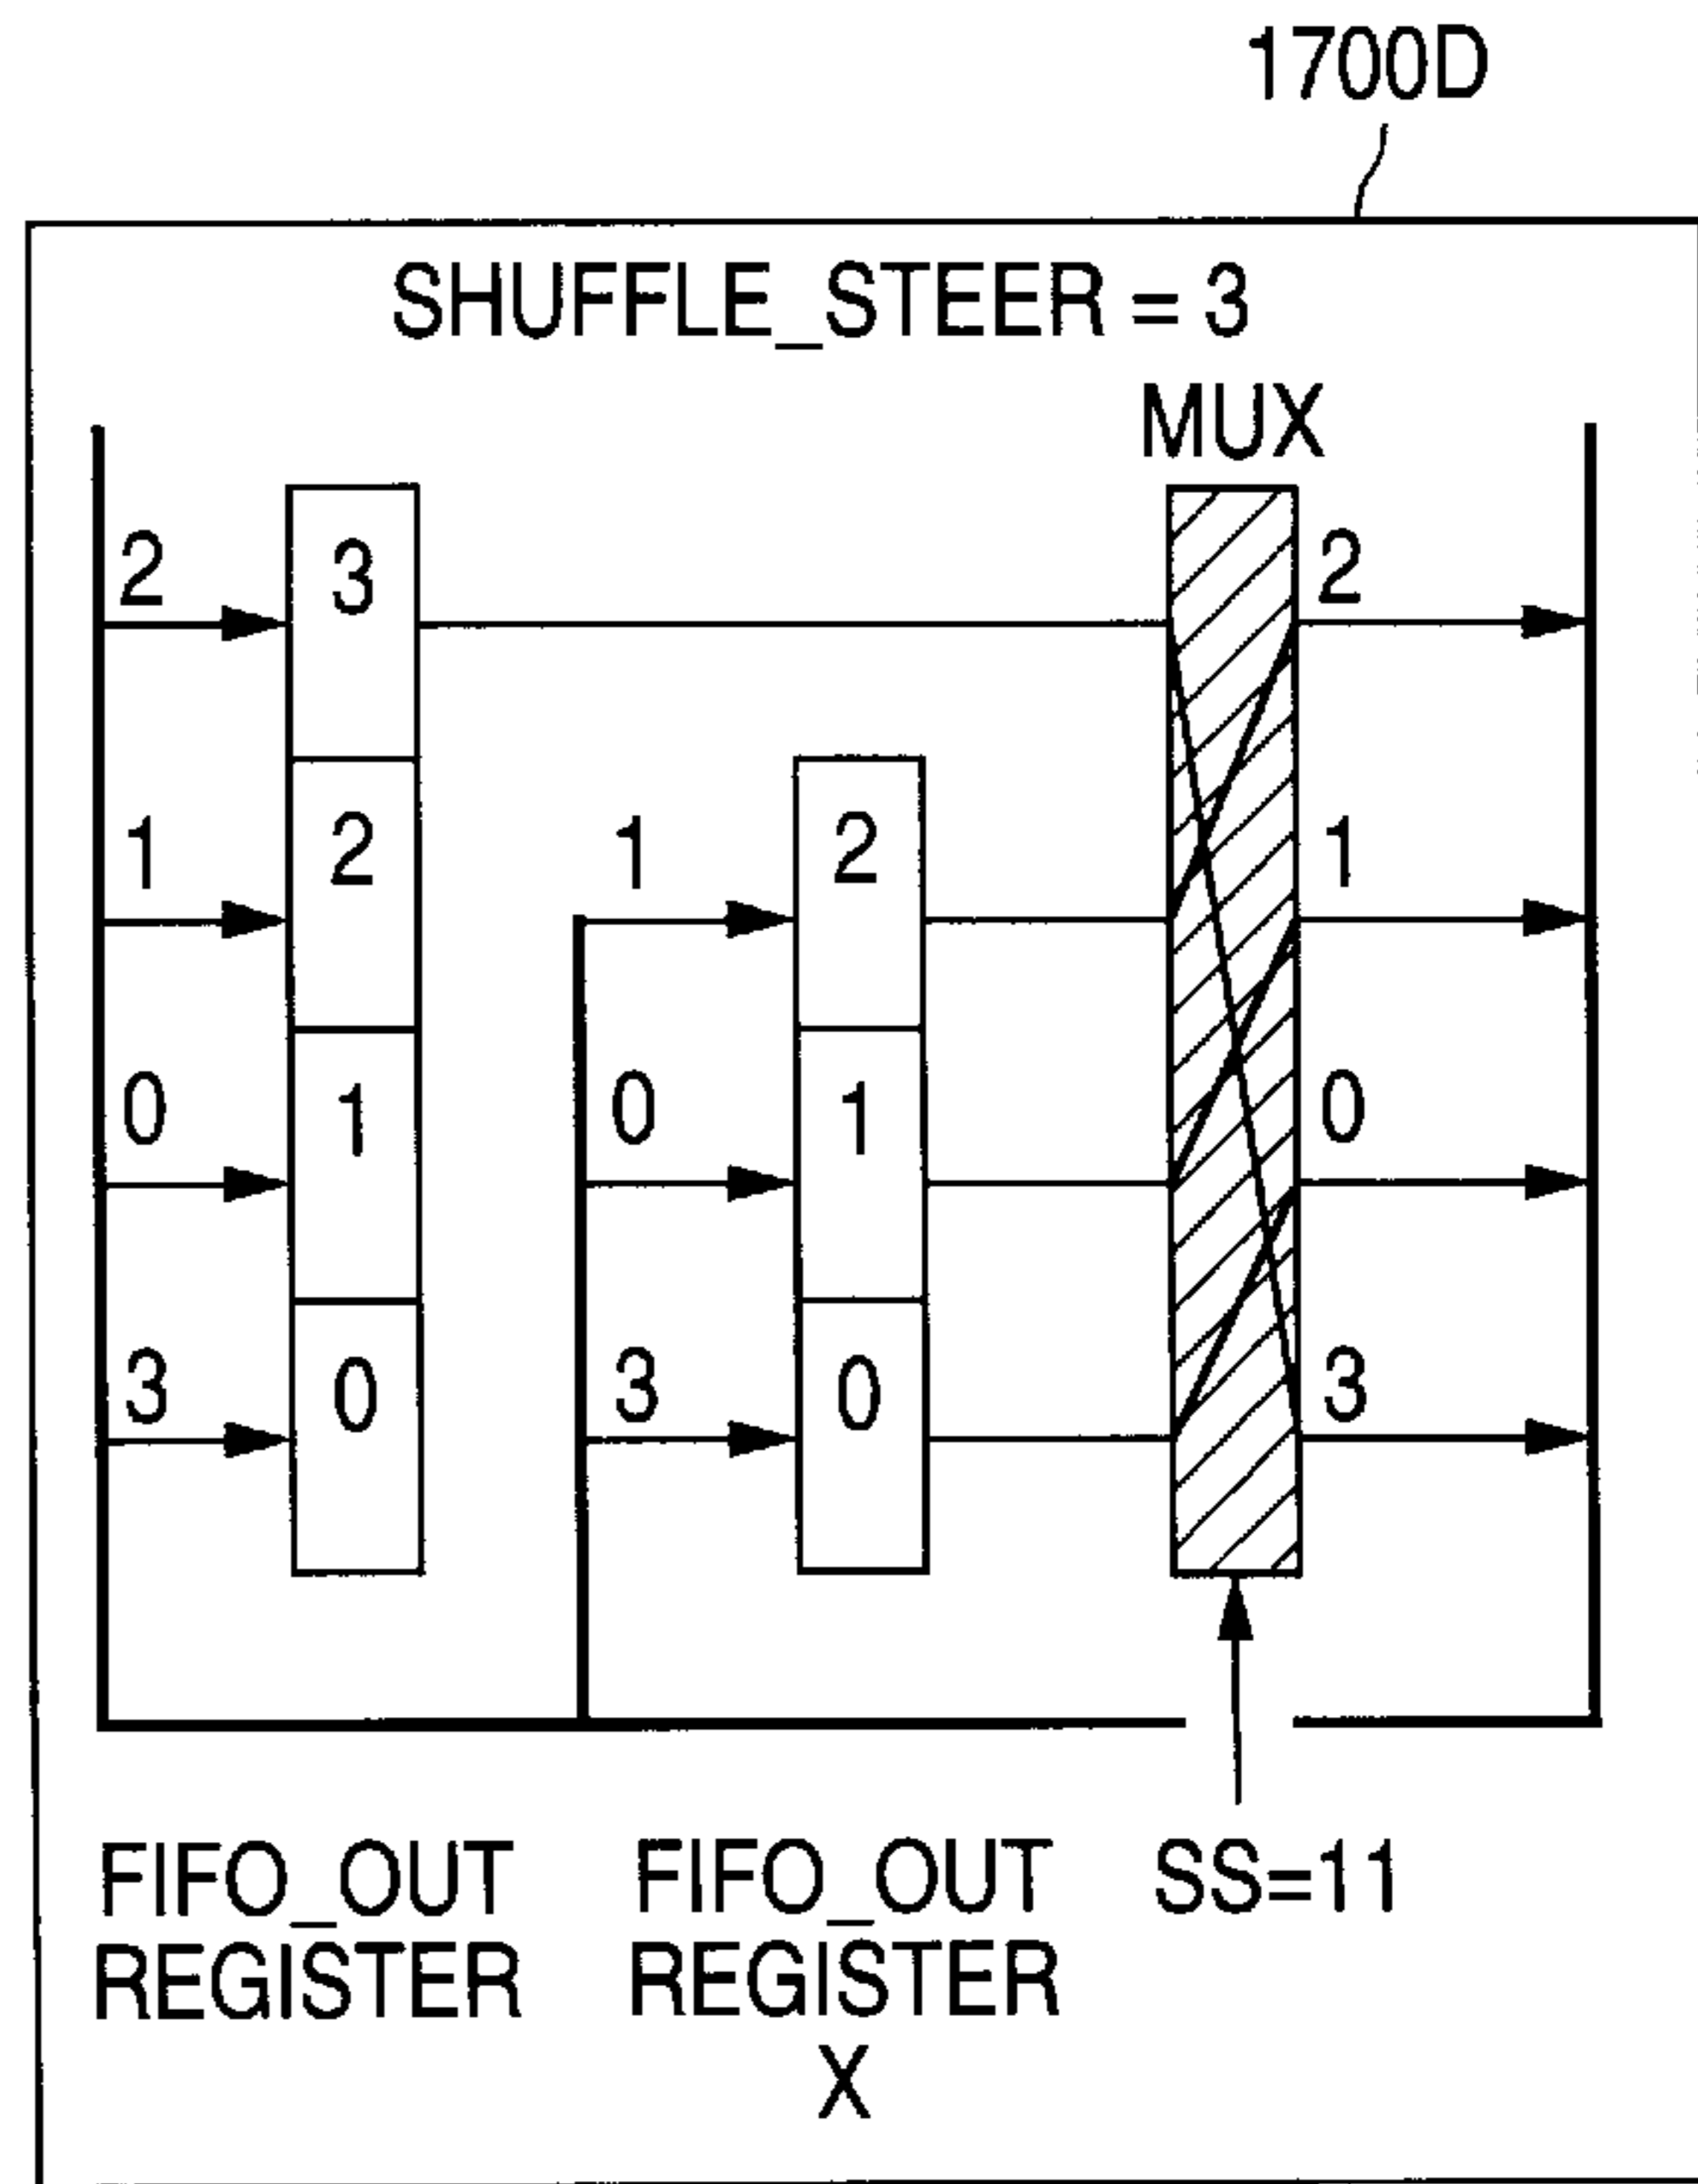 1700D
SHUFFLE_STEER = 3
MUX
2 3 2
1 2 1 2 1
0 1 0 1 0
3 0 3 0 3
FIFO_OUT REGISTER
FIFO_OUT REGISTER X
SS=11